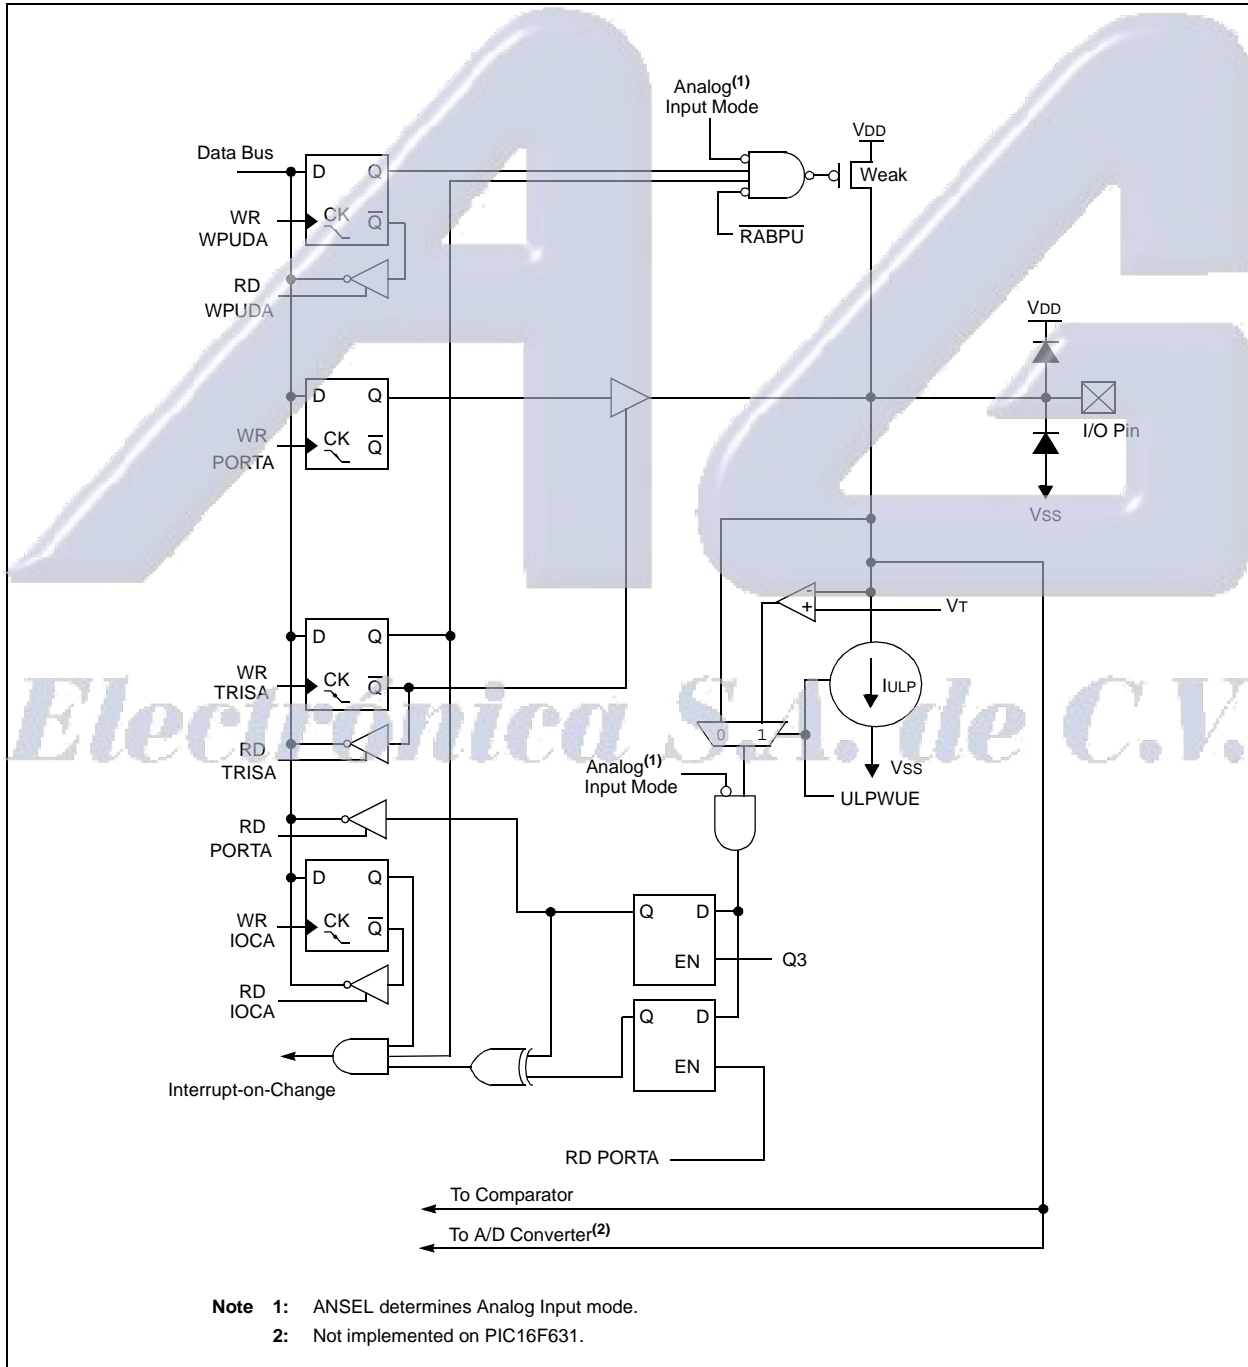 Analog(1)
Input Mode
VDD
Data Bus
D Q
Weak
WR
WPUDA
CK Q
RABPU
RD
WPUDA
VDD
D Q
WR
PORTA
CK Q
I/O Pin
VSS
- 
+
VT
D Q
WR
TRISA
CK Q
IULP
Electrónica S.A. de C.V.
0 1
RD
TRISA
Analog(1)
Input Mode
VSS
ULPWUE
RD
PORTA
D Q
WR
IOCA
CK Q
Q D
EN
Q3
RD
IOCA
Q D
EN
Interrupt-on-Change
RD PORTA
To Comparator
To A/D Converter(2)
Note 1: ANSEL determines Analog Input mode.
2: Not implemented on PIC16F631.
AG